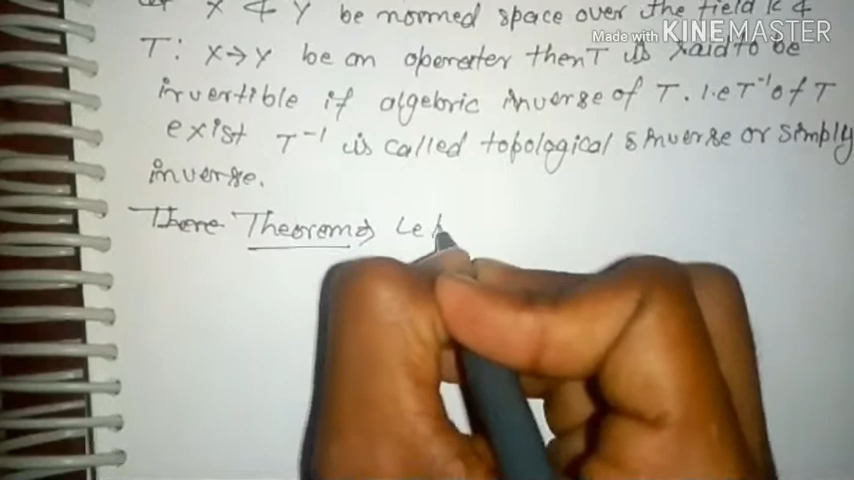 Let X & Y be normed space over the field K &
Made with KINEMASTER
T: X→Y be an operater then T is said to be
invertible if algebric inverse of T. i.e T⁻¹ of T
exist T⁻¹ is called topological inverse or simply
inverse.
There Theorem→ Let